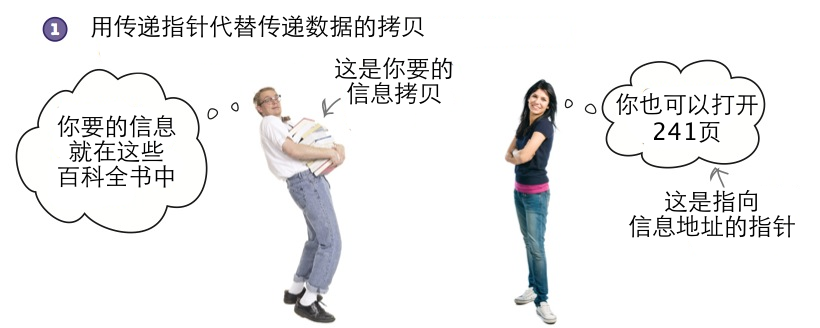 1 用传递指针代替传递数据的拷贝
你要的信息
就在这些
百科全书中
这是你要的
信息拷贝
你也可以打开
241页
这是指向
信息地址的指针